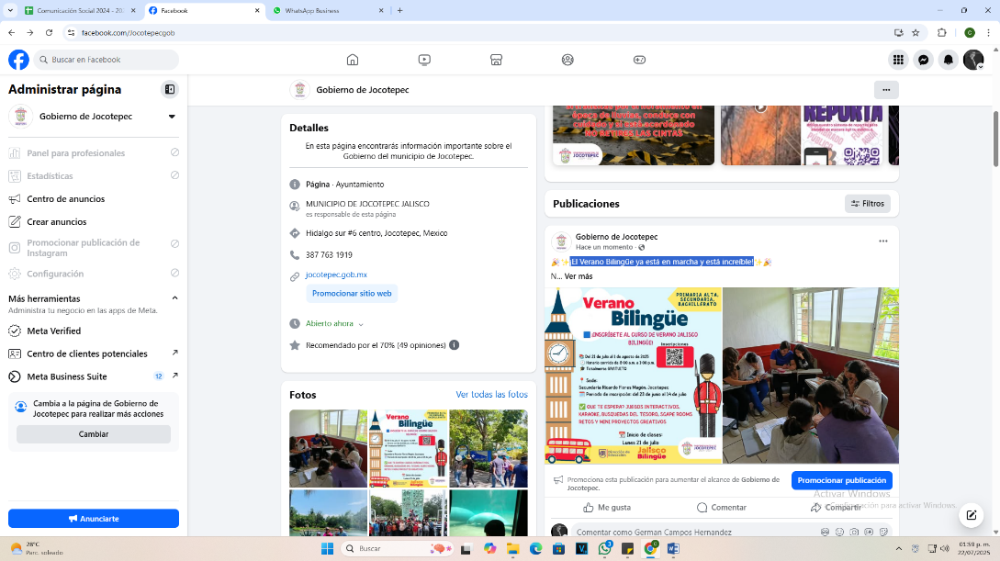 Comunicación Social 2024 - 202
Facebook
WhatsApp Business
facebook.com/Jocotepecgob
Buscar en Facebook
Administrar página
Gobierno de Jocotepec
Panel para profesionales
Estadísticas
Centro de anuncios
Crear anuncios
Promocionar publicación de
Instagram
Configuración
Más herramientas
Administra tu negocio en las apps de Meta.
Meta Verified
Centro de clientes potenciales
Meta Business Suite
12
Cambia a la página de Gobierno de
Jocotepec para realizar más acciones
Cambiar
Anunciarte
Gobierno de Jocotepec
Detalles
En esta página encontrarás información importante sobre el
Gobierno del municipio de Jocotepec.
Página · Ayuntamiento
MUNICIPIO DE JOCOTEPEC JALISCO
es responsable de esta página
Hidalgo sur #6 centro, Jocotepec, Mexico
387 763 1919
jocotepec.gob.mx
Promocionar sitio web
Abierto ahora
Recomendado por el 70% (49 opiniones)
Fotos
Ver todas las fotos
Verano
Bilingüe
época de lluvias, conduce con
cuidado y si está acordonado
NO RETIRES LAS CINTAS
JOCOTEPEC
REPORTA
Publicaciones
Filtros
Gobierno de Jocotepec
Hace un momento ·
🎉✨¡El Verano Bilingüe ya está en marcha y está increíble!✨🎉
N... Ver más
PRIMARIA ALTA,
SECUNDARIA,
BACHILLERATO
Verano
Bilingüe
¡INSCRÍBETE AL CURSO DE VERANO JALISCO
BILINGÜE!
Inscripciones
Del 21 de julio al 1 de agosto de 2025
Horario corrido de 8:00 a.m. a 3:00 p.m.
Totalmente GRATUITO
Sede:
Secundaria Ricardo Flores Magón, Jocotepec
Periodo de inscripción: del 23 de junio al 14 de julio
QUE TE ESPERA? JUEGOS INTERACTIVOS,
KARAOKE, BUSQUEDAS DEL TESORO, SCAPE ROOMS
RETOS Y MINI PROYECTOS CREATIVOS
Inicio de clases:
Lunes 21 de julio
Dirección de
Educación
Jalisco
Bilingüe
JOCOTEPEC
Promociona esta publicación para aumentar el alcance de Gobierno de
Jocotepec.
Promocionar publicación
Me gusta
Comentar
Compartir
Activar Windows
Comentar como German Campos Hernandez
28°C
Parc. soleado
Buscar
01:59 p. m.
22/07/2025